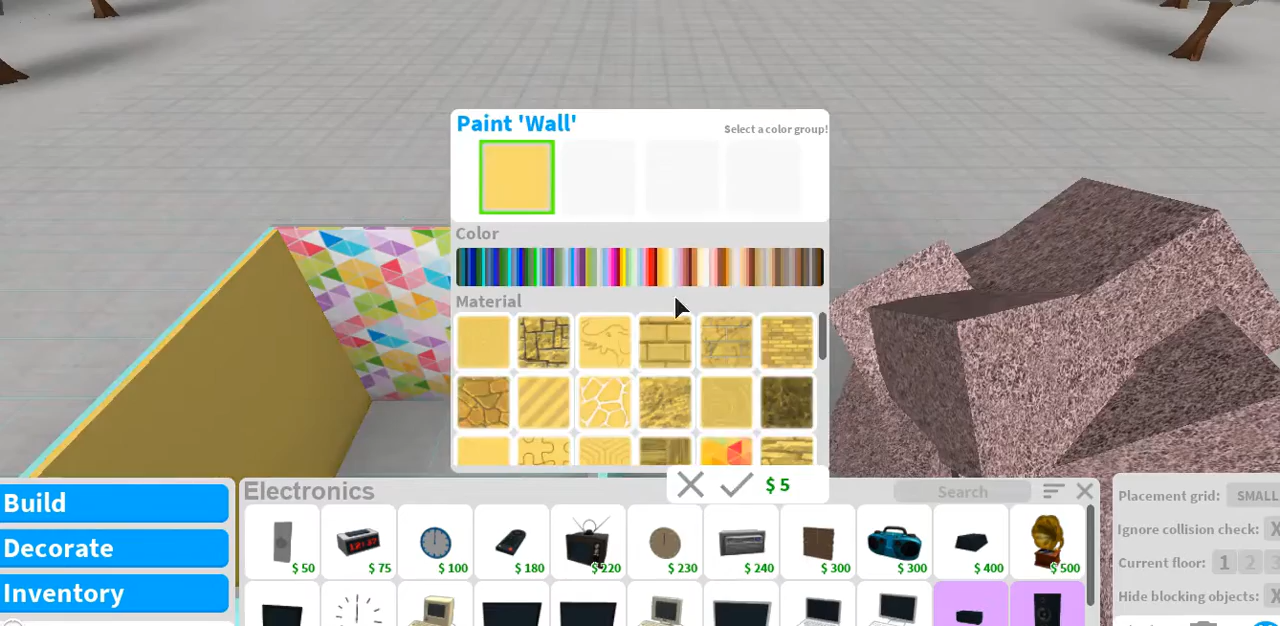 Paint 'Wall'
Select a color group!
Color
Material
$ 5
Build
Decorate
Inventory
Electronics
Search
$ 50
$ 75
$ 100
$ 180
$ 220
$ 230
$ 240
$ 300
$ 300
$ 400
$ 500
Placement grid: SMALL
Ignore collision check: X
Current floor: 1 2 3
Hide blocking objects: X